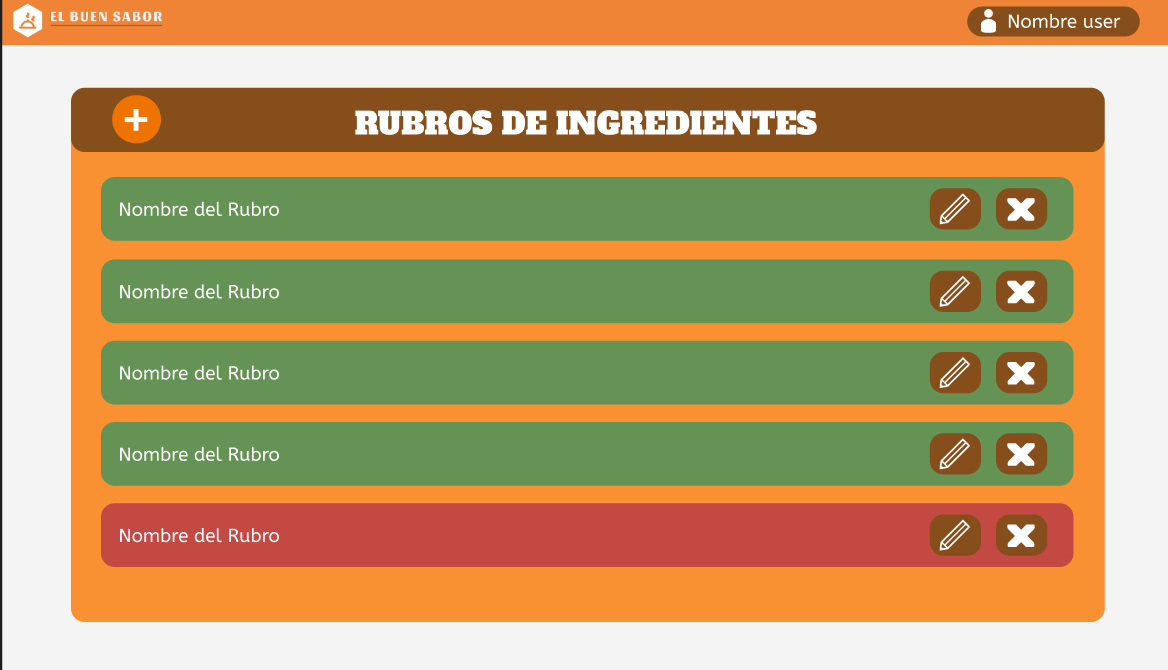 EL BUEN SABOR
Nombre user
RUBROS DE INGREDIENTES
Nombre del Rubro
Nombre del Rubro
Nombre del Rubro
Nombre del Rubro
Nombre del Rubro